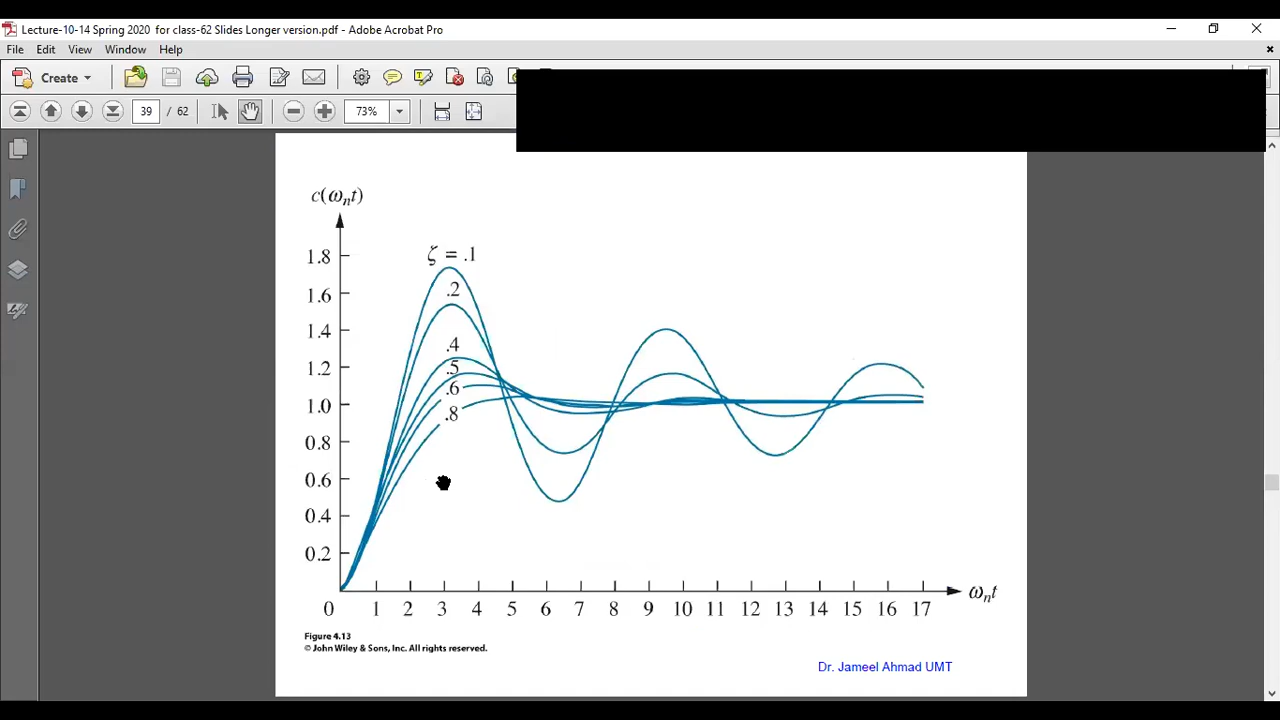 Lecture-10-14 Spring 2020 for class-62 Slides Longer version.pdf - Adobe Acrobat Pro
File Edit View Window Help
Create
39 / 62 73%
c(ωnt)
ζ = .1
1.8
.2
1.6
1.4
.4
1.2
.5
.6
1.0
.8
0.8
0.6
0.4
0.2
0 1 2 3 4 5 6 7 8 9 10 11 12 13 14 15 16 17
ωnt
Figure 4.13
© John Wiley & Sons, Inc. All rights reserved.
Dr. Jameel Ahmad UMT